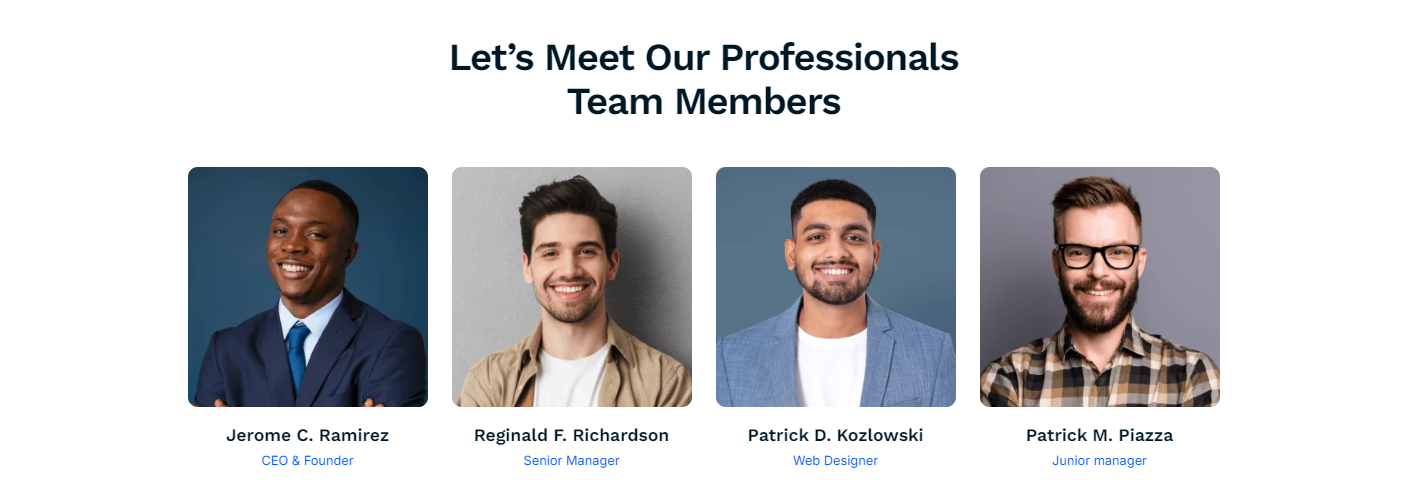 Let’s Meet Our Professionals
Team Members
Jerome C. Ramirez
CEO & Founder
Reginald F. Richardson
Senior Manager
Patrick D. Kozlowski
Web Designer
Patrick M. Piazza
Junior manager